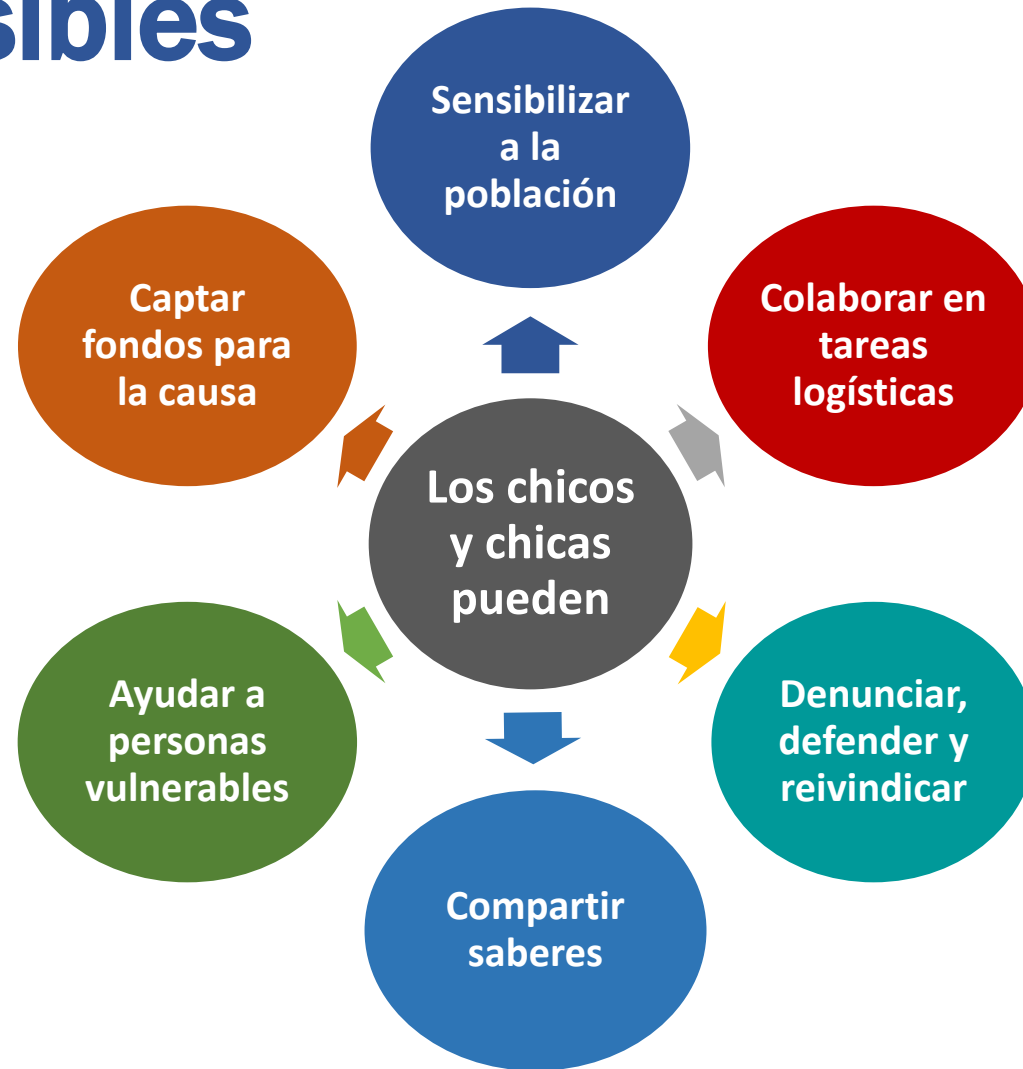 Sensibilizar
a la
población
Colaborar en
tareas
logísticas
Denunciar,
defender y
reivindicar
Compartir
saberes
Ayudar a
personas
vulnerables
Captar
fondos para
la causa
Los chicos
y chicas
pueden